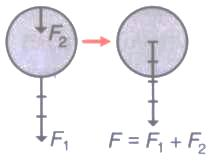 F₂
F₁
F = F₁ + F₂